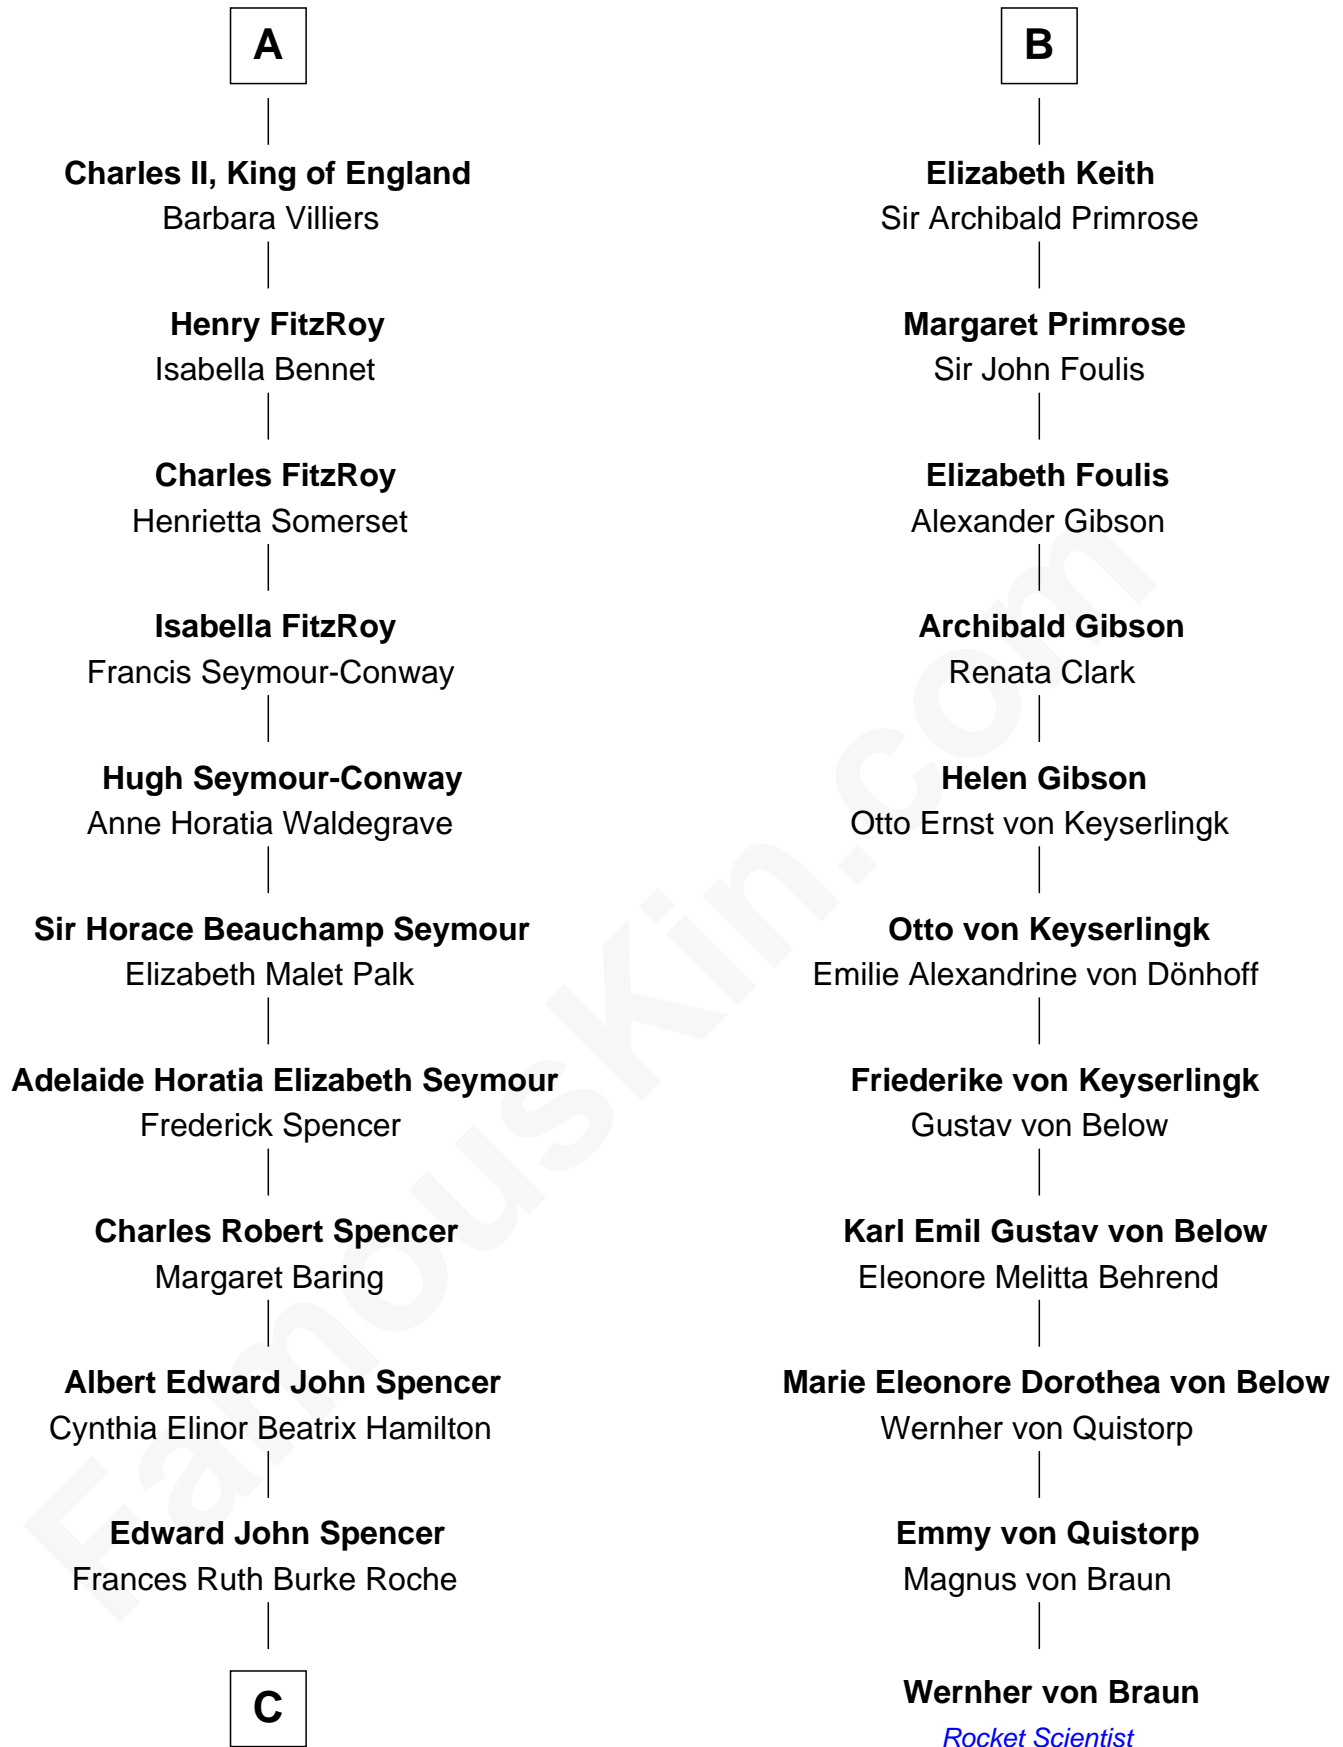 A
Charles II, King of England
Barbara Villiers
Henry FitzRoy
Isabella Bennet
Charles FitzRoy
Henrietta Somerset
Isabella FitzRoy
Francis Seymour-Conway
Hugh Seymour-Conway
Anne Horatia Waldegrave
Sir Horace Beauchamp Seymour
Elizabeth Malet Palk
Adelaide Horatia Elizabeth Seymour
Frederick Spencer
Charles Robert Spencer
Margaret Baring
Albert Edward John Spencer
Cynthia Elinor Beatrix Hamilton
Edward John Spencer
Frances Ruth Burke Roche
C
B
Elizabeth Keith
Sir Archibald Primrose
Margaret Primrose
Sir John Foulis
Elizabeth Foulis
Alexander Gibson
Archibald Gibson
Renata Clark
Helen Gibson
Otto Ernst von Keyserlingk
Otto von Keyserlingk
Emilie Alexandrine von Dönhoff
Friederike von Keyserlingk
Gustav von Below
Karl Emil Gustav von Below
Eleonore Melitta Behrend
Marie Eleonore Dorothea von Below
Wernher von Quistorp
Emmy von Quistorp
Magnus von Braun
Wernher von Braun
Rocket Scientist
FamousKin.com